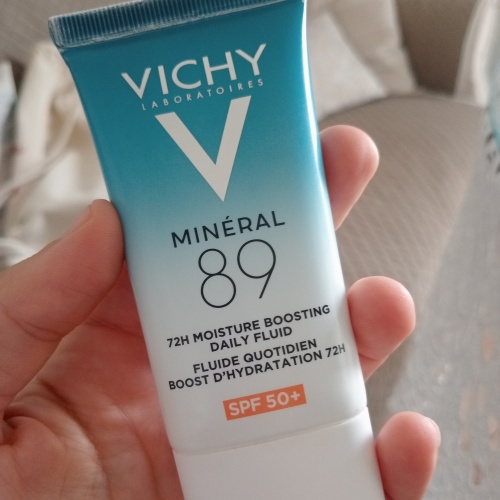 VICHY
LABORATOIRES
MINÉRAL
89
72H MOISTURE BOOSTING
DAILY FLUID
FLUIDE QUOTIDIEN
BOOST D'HYDRATATION 72H
SPF 50+